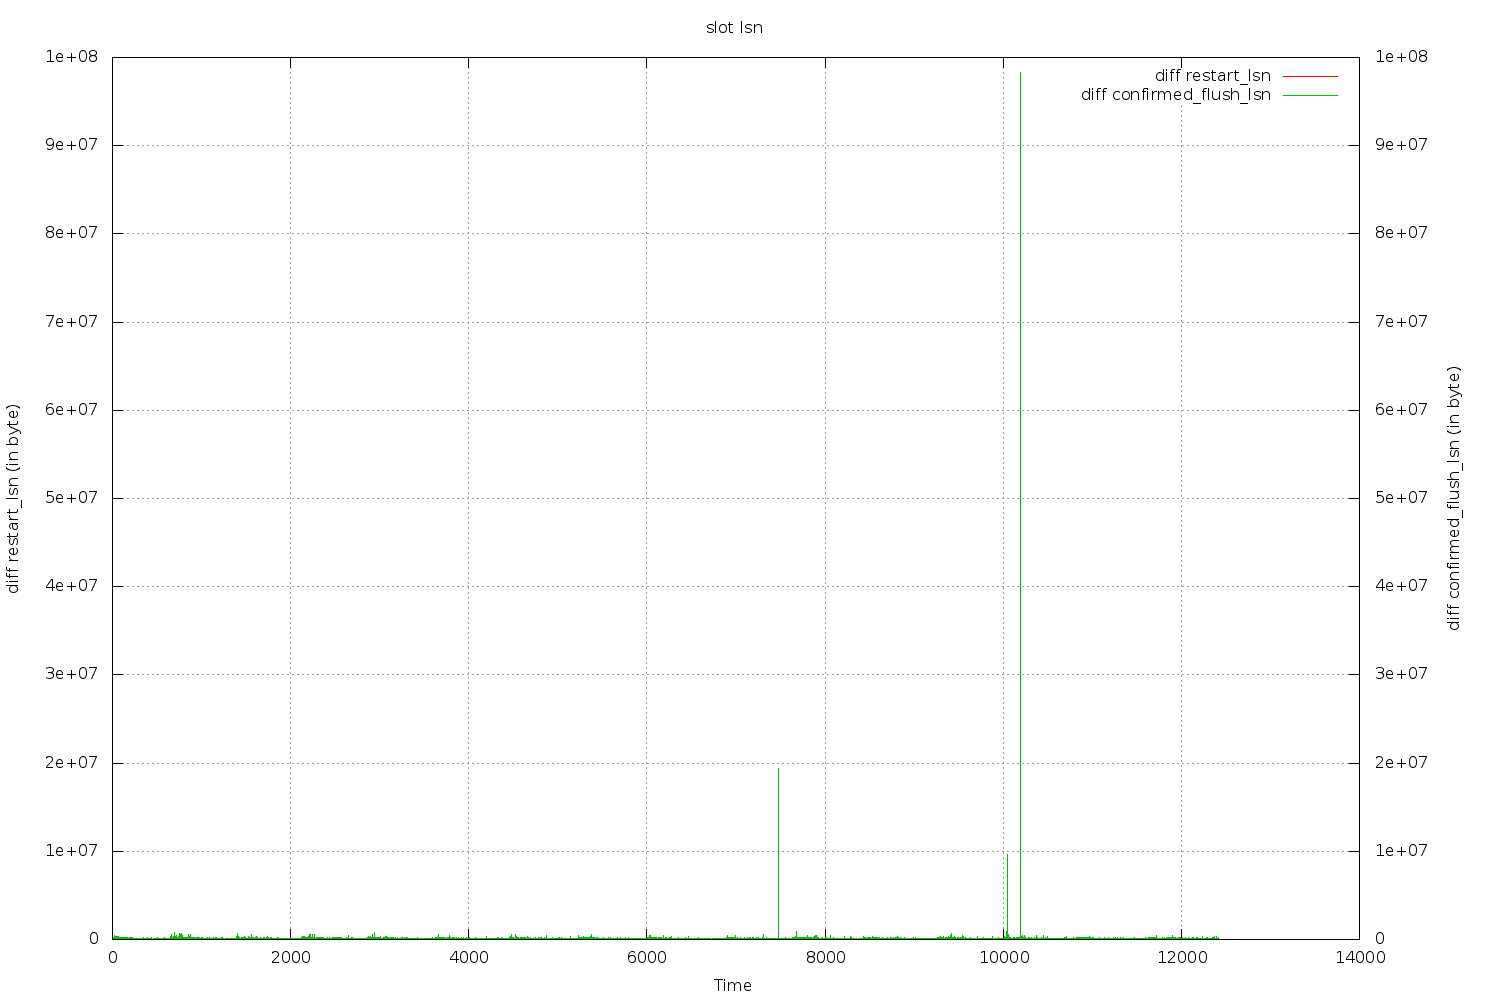 slot lsn
1e+08
9e+07
8e+07
7e+07
6e+07
5e+07
4e+07
3e+07
2e+07
1e+07
0
diff restart_lsn (in byte)
diff restart_lsn
diff confirmed_flush_lsn
1e+08
9e+07
8e+07
7e+07
6e+07
5e+07
4e+07
3e+07
2e+07
1e+07
0
diff confirmed_flush_lsn (in byte)
0 2000 4000 6000 8000 10000 12000 14000
Time